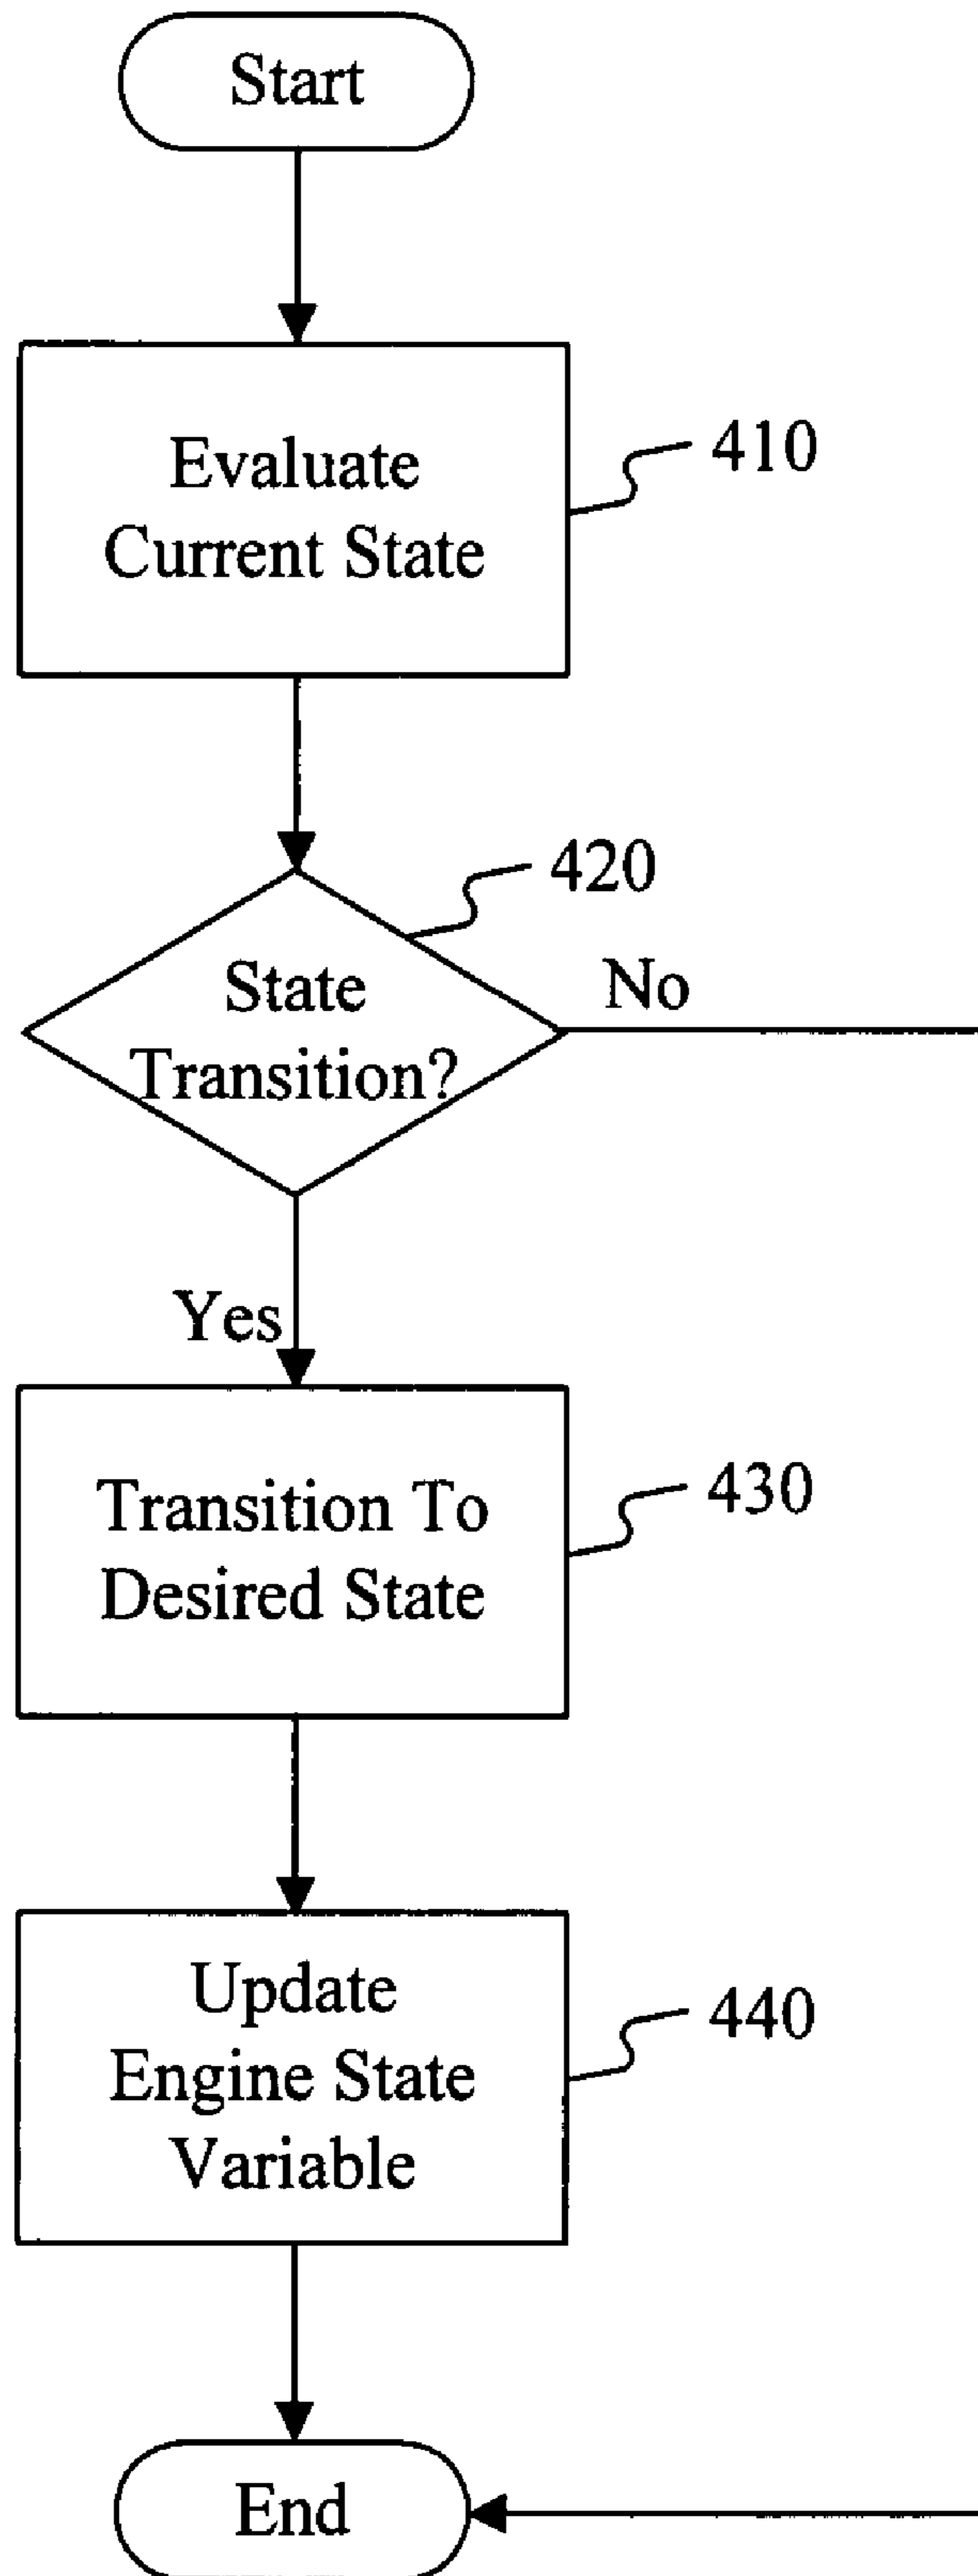 Start
Evaluate
Current State
410
420
State
Transition?
No
Yes
Transition To
Desired State
430
Update
Engine State
Variable
440
End